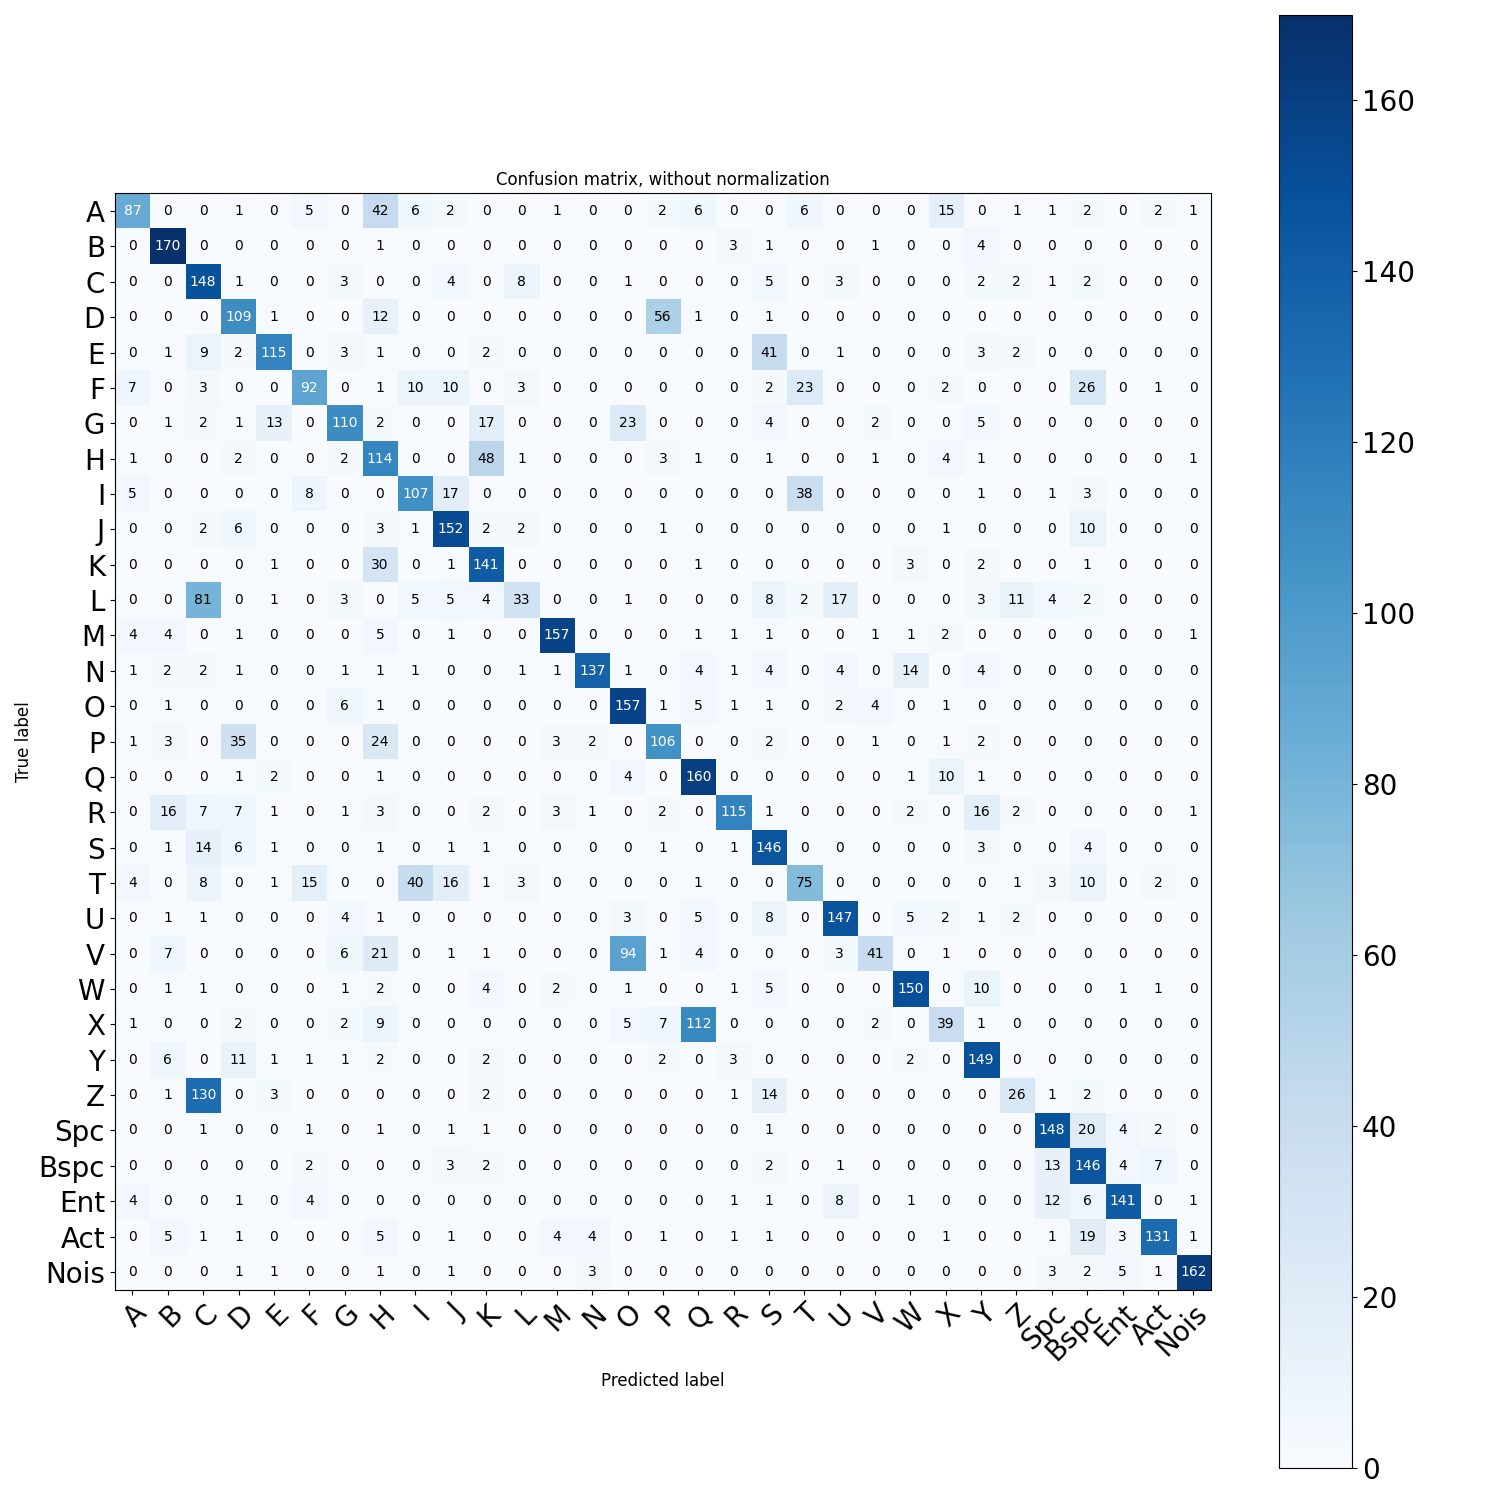 Confusion matrix, without normalization
A 87 0 0 1 0 5 0 42 6 2 0 0 1 0 0 2 6 0 0 6 0 0 0 15 0 1 1 2 0 2 1
B 0 170 0 0 0 0 0 1 0 0 0 0 0 0 0 0 0 3 1 0 0 1 0 0 4 0 0 0 0 0 0
C 0 0 148 1 0 0 3 0 0 4 0 8 0 0 1 0 0 0 5 0 3 0 0 0 2 2 1 2 0 0 0
D 0 0 0 109 1 0 0 12 0 0 0 0 0 0 0 56 1 0 1 0 0 0 0 0 0 0 0 0 0 0 0
E 0 1 9 2 115 0 3 1 0 0 2 0 0 0 0 0 0 0 41 0 1 0 0 0 3 2 0 0 0 0 0
F 7 0 3 0 0 92 0 1 10 10 0 3 0 0 0 0 0 0 2 23 0 0 0 2 0 0 0 26 0 1 0
G 0 1 2 1 13 0 110 2 0 0 17 0 0 0 23 0 0 0 4 0 0 2 0 0 5 0 0 0 0 0 0
H 1 0 0 2 0 0 2 114 0 0 48 1 0 0 0 3 1 0 1 0 0 1 0 4 1 0 0 0 0 0 1
I 5 0 0 0 0 8 0 0 107 17 0 0 0 0 0 0 0 0 0 38 0 0 0 0 1 0 1 3 0 0 0
J 0 0 2 6 0 0 0 3 1 152 2 2 0 0 0 1 0 0 0 0 0 0 0 1 0 0 0 10 0 0 0
K 0 0 0 0 1 0 0 30 0 1 141 0 0 0 0 0 1 0 0 0 0 0 3 0 2 0 0 1 0 0 0
L 0 0 81 0 1 0 3 0 5 5 4 33 0 0 1 0 0 0 8 2 17 0 0 0 3 11 4 2 0 0 0
M 4 4 0 1 0 0 0 5 0 1 0 0 157 0 0 0 1 1 1 0 0 1 1 2 0 0 0 0 0 0 1
N 1 2 2 1 0 0 1 1 1 0 0 1 1 137 1 0 4 1 4 0 4 0 14 0 4 0 0 0 0 0 0
O 0 1 0 0 0 0 6 1 0 0 0 0 0 0 157 1 5 1 1 0 2 4 0 1 0 0 0 0 0 0 0
P 1 3 0 35 0 0 0 24 0 0 0 0 3 2 0 106 0 0 2 0 0 1 0 1 2 0 0 0 0 0 0
Q 0 0 0 1 2 0 0 1 0 0 0 0 0 0 4 0 160 0 0 0 0 0 1 10 1 0 0 0 0 0 0
R 0 16 7 7 1 0 1 3 0 0 2 0 3 1 0 2 0 115 1 0 0 0 2 0 16 2 0 0 0 0 1
S 0 1 14 6 1 0 0 1 0 1 1 0 0 0 0 1 0 1 146 0 0 0 0 0 3 0 0 4 0 0 0
T 4 0 8 0 1 15 0 0 40 16 1 3 0 0 0 0 1 0 0 75 0 0 0 0 0 1 3 10 0 2 0
U 0 1 1 0 0 0 4 1 0 0 0 0 0 0 3 0 5 0 8 0 147 0 5 2 1 2 0 0 0 0 0
V 0 7 0 0 0 0 6 21 0 1 1 0 0 0 94 1 4 0 0 0 3 41 0 1 0 0 0 0 0 0 0
W 0 1 1 0 0 0 1 2 0 0 4 0 2 0 1 0 0 1 5 0 0 0 150 0 10 0 0 0 1 1 0
X 1 0 0 2 0 0 2 9 0 0 0 0 0 0 5 7 112 0 0 0 0 2 0 39 1 0 0 0 0 0 0
Y 0 6 0 11 1 1 1 2 0 0 2 0 0 0 0 2 0 3 0 0 0 0 2 0 149 0 0 0 0 0 0
Z 0 1 130 0 3 0 0 0 0 0 2 0 0 0 0 0 0 1 14 0 0 0 0 0 0 26 1 2 0 0 0
Spc 0 0 1 0 0 1 0 1 0 1 1 0 0 0 0 0 0 0 1 0 0 0 0 0 0 0 148 20 4 2 0
Bspc 0 0 0 0 0 2 0 0 0 3 2 0 0 0 0 0 0 0 2 0 1 0 0 0 0 0 13 146 4 7 0
Ent 4 0 0 1 0 4 0 0 0 0 0 0 0 0 0 0 0 1 1 0 8 0 1 0 0 0 12 6 141 0 1
Act 0 5 1 1 0 0 0 5 0 1 0 0 4 4 0 1 0 1 1 0 0 0 0 1 0 0 1 19 3 131 1
Nois 0 0 0 1 1 0 0 1 0 1 0 0 0 3 0 0 0 0 0 0 0 0 0 0 0 0 3 2 5 1 162
A B C D E F G H I J K L M N O P Q R S T U V W X Y Z Spc Bspc Ent Act Nois
True label
Predicted label
160
140
120
100
80
60
40
20
0